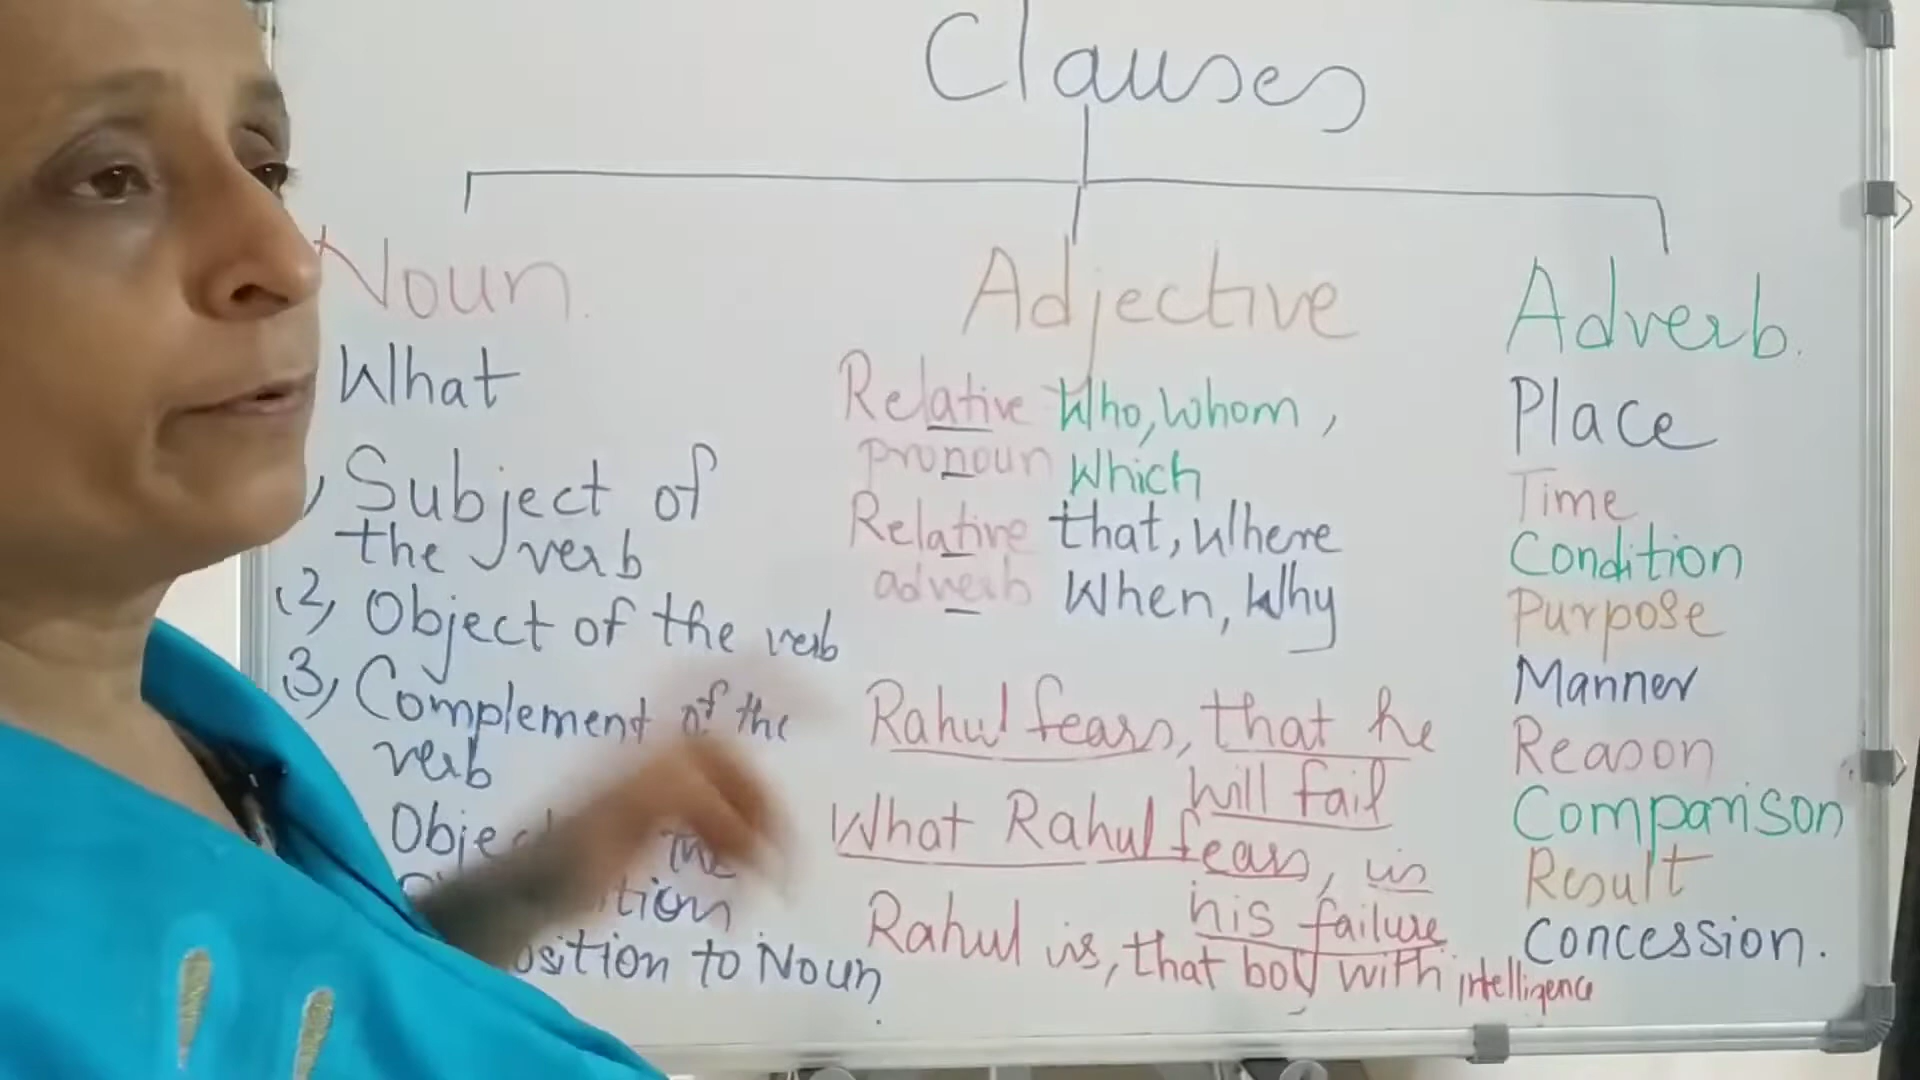 Clauses
Noun.
What
Subject of
the verb
(2) Object of the verb
(3) Complement of the
verb
the
Adjective
Relative Who, Whom,
pronoun Which
Relative that, Where
adverb When, Why
Rahul fears, that he
will fail
What Rahul fears, is
his failure
Rahul is, that boy with intelligence
to Noun
Adverb.
Place
Time
Condition
Purpose
Manner
Reason
Comparison
Result
Concession.